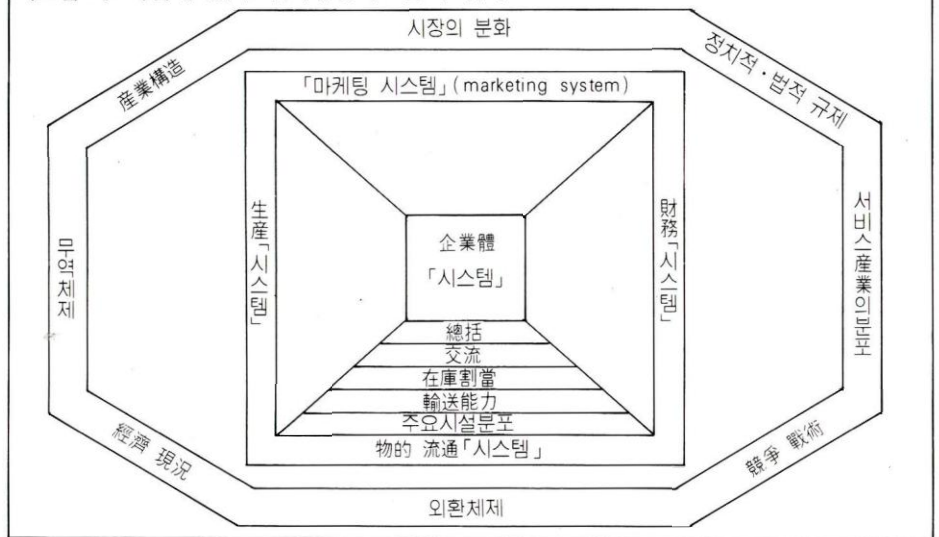 시장의 분화
産業構造
정치적·법적 규제
「마케팅 시스템」(marketing system)
무역체제
生産「시스템」
企業體
「시스템」
財務「시스템」
서비스産業의분포
總括
交流
在庫割當
輸送能力
주요시설분포
物的 流通「시스템」
經濟 現況
競爭 戰術
외환체제